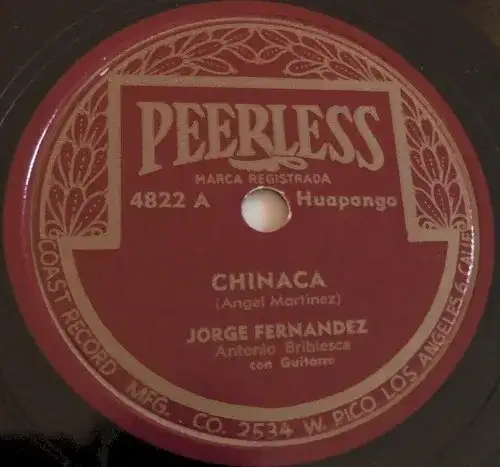 PEERLESS
MARCA REGISTRADA
4822 A Huapango
CHINACA
(Angel Martinez)
JORGE FERNANDEZ
Antonio Bribiesca
con Guitarra
COAST RECORD MFG. CO. 2534 W. PICO LOS ANGELES 6, CALIF.